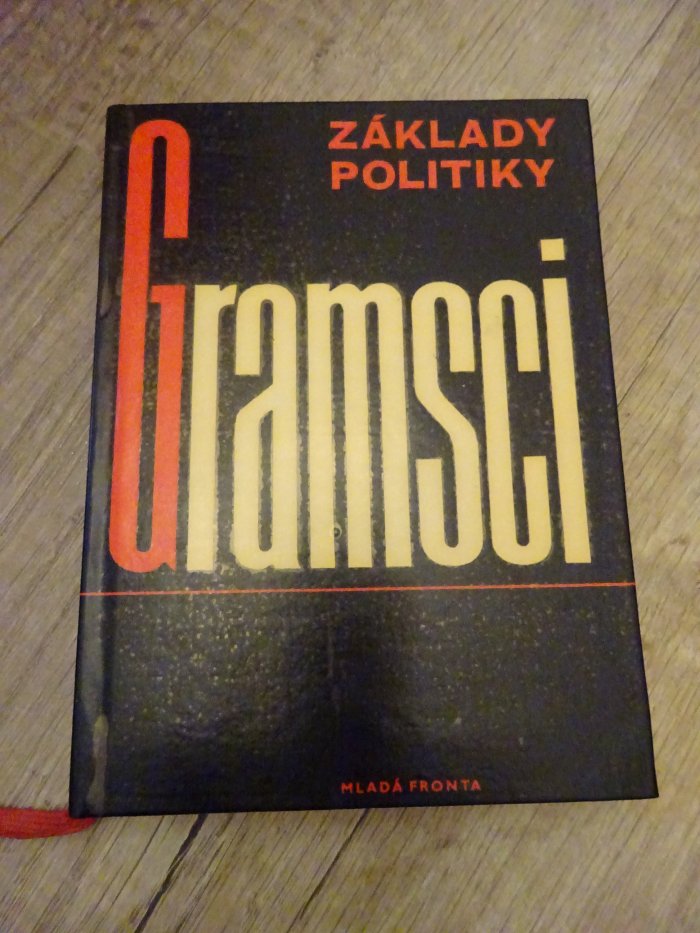 ZÁKLADY
POLITIKY
Gramsci
MLADÁ FRONTA